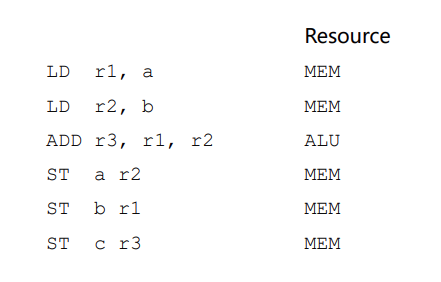 Resource
LD r1, a MEM
LD r2, b MEM
ADD r3, r1, r2 ALU
ST a r2 MEM
ST b r1 MEM
ST c r3 MEM